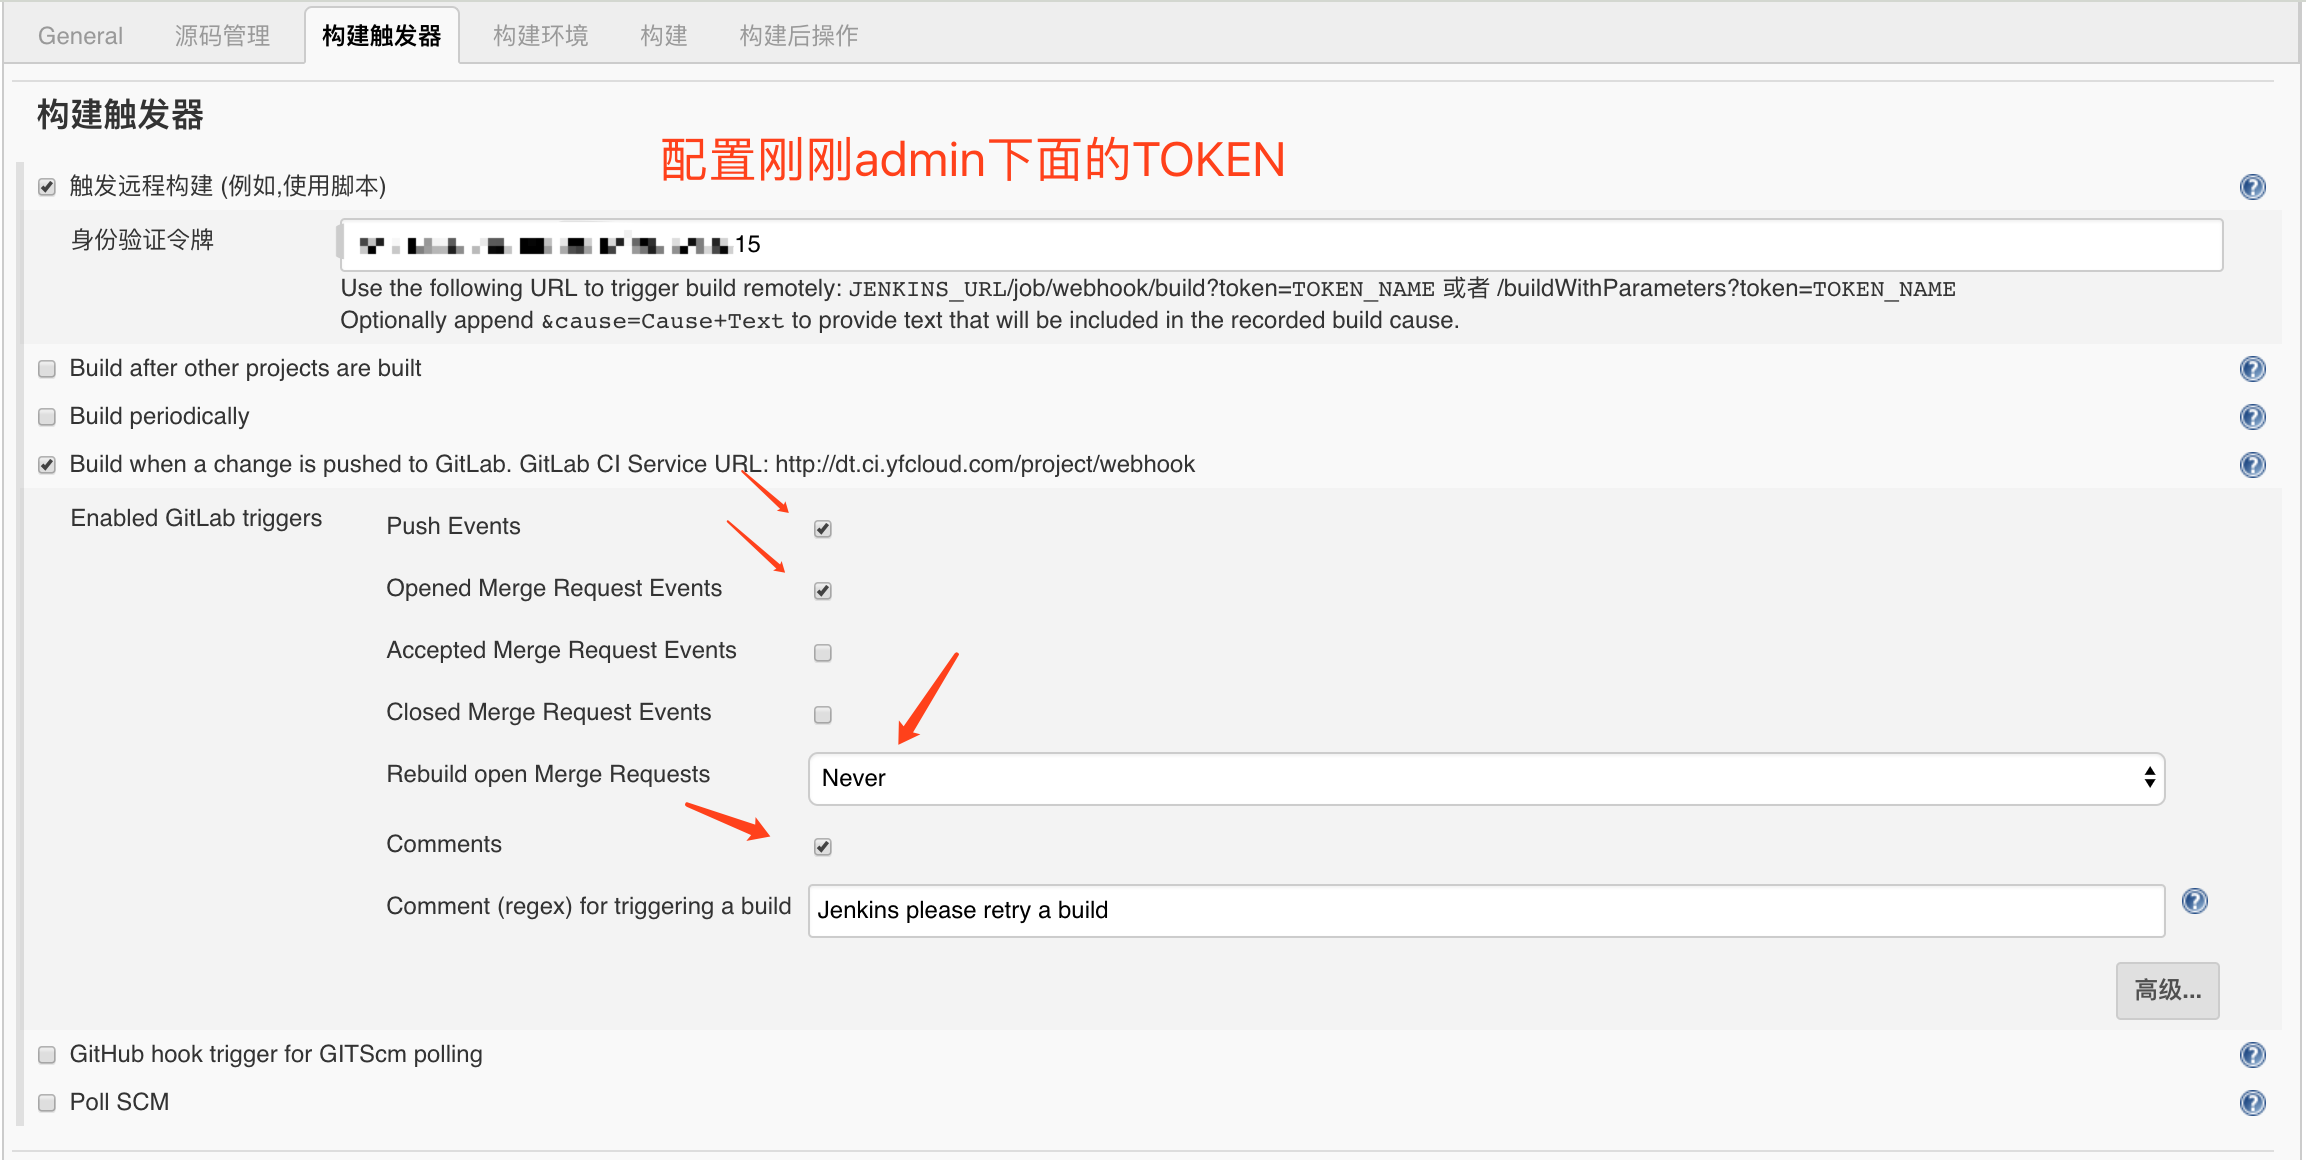 General 源码管理 构建触发器 构建环境 构建 构建后操作
构建触发器
配置刚刚admin下面的TOKEN
触发远程构建 (例如,使用脚本)
身份验证令牌
15
Use the following URL to trigger build remotely: JENKINS_URL/job/webhook/build?token=TOKEN_NAME 或者 /buildWithParameters?token=TOKEN_NAME
Optionally append &cause=Cause+Text to provide text that will be included in the recorded build cause.
Build after other projects are built
Build periodically
Build when a change is pushed to GitLab. GitLab CI Service URL: http://dt.ci.yfcloud.com/project/webhook
Enabled GitLab triggers
Push Events
Opened Merge Request Events
Accepted Merge Request Events
Closed Merge Request Events
Rebuild open Merge Requests Never
Comments
Comment (regex) for triggering a build Jenkins please retry a build
高级...
GitHub hook trigger for GITScm polling
Poll SCM